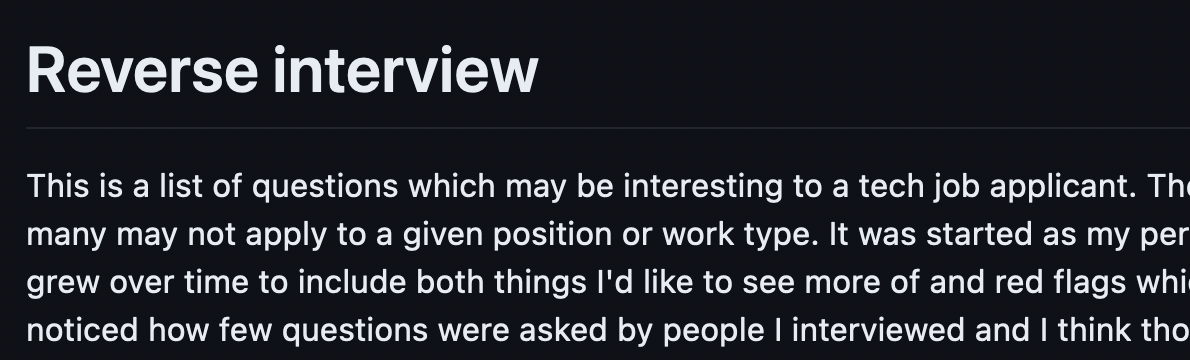 Reverse interview
This is a list of questions which may be interesting to a tech job applicant.
many may not apply to a given position or work type. It was started as my
grew over time to include both things I'd like to see more of and red flags
noticed how few questions were asked by people I interviewed and I think